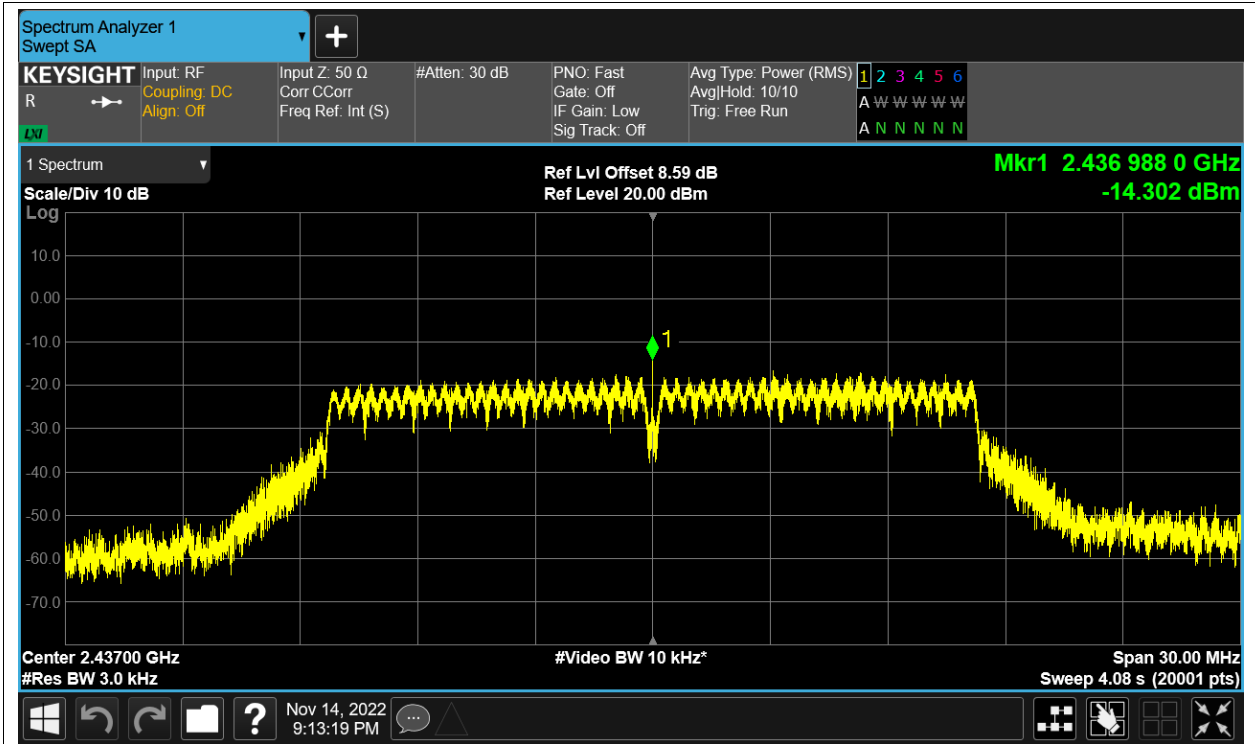 Spectrum Analyzer 1
Swept SA
KEYSIGHT
R
LXI
Input: RF
Coupling: DC
Align: Off
Input Z: 50 Ω
Corr CCorr
Freq Ref: Int (S)
#Atten: 30 dB
PNO: Fast
Gate: Off
IF Gain: Low
Sig Track: Off
Avg Type: Power (RMS)
Avg|Hold: 10/10
Trig: Free Run
1 2 3 4 5 6
A W W W W W
A N N N N N
1 Spectrum
Scale/Div 10 dB
Log
Ref Lvl Offset 8.59 dB
Ref Level 20.00 dBm
Mkr1 2.436 988 0 GHz
-14.302 dBm
10.0
0.00
-10.0
-20.0
-30.0
-40.0
-50.0
-60.0
-70.0
1
Center 2.43700 GHz
#Video BW 10 kHz*
Span 30.00 MHz
#Res BW 3.0 kHz
Sweep 4.08 s (20001 pts)
?
Nov 14, 2022
9:13:19 PM